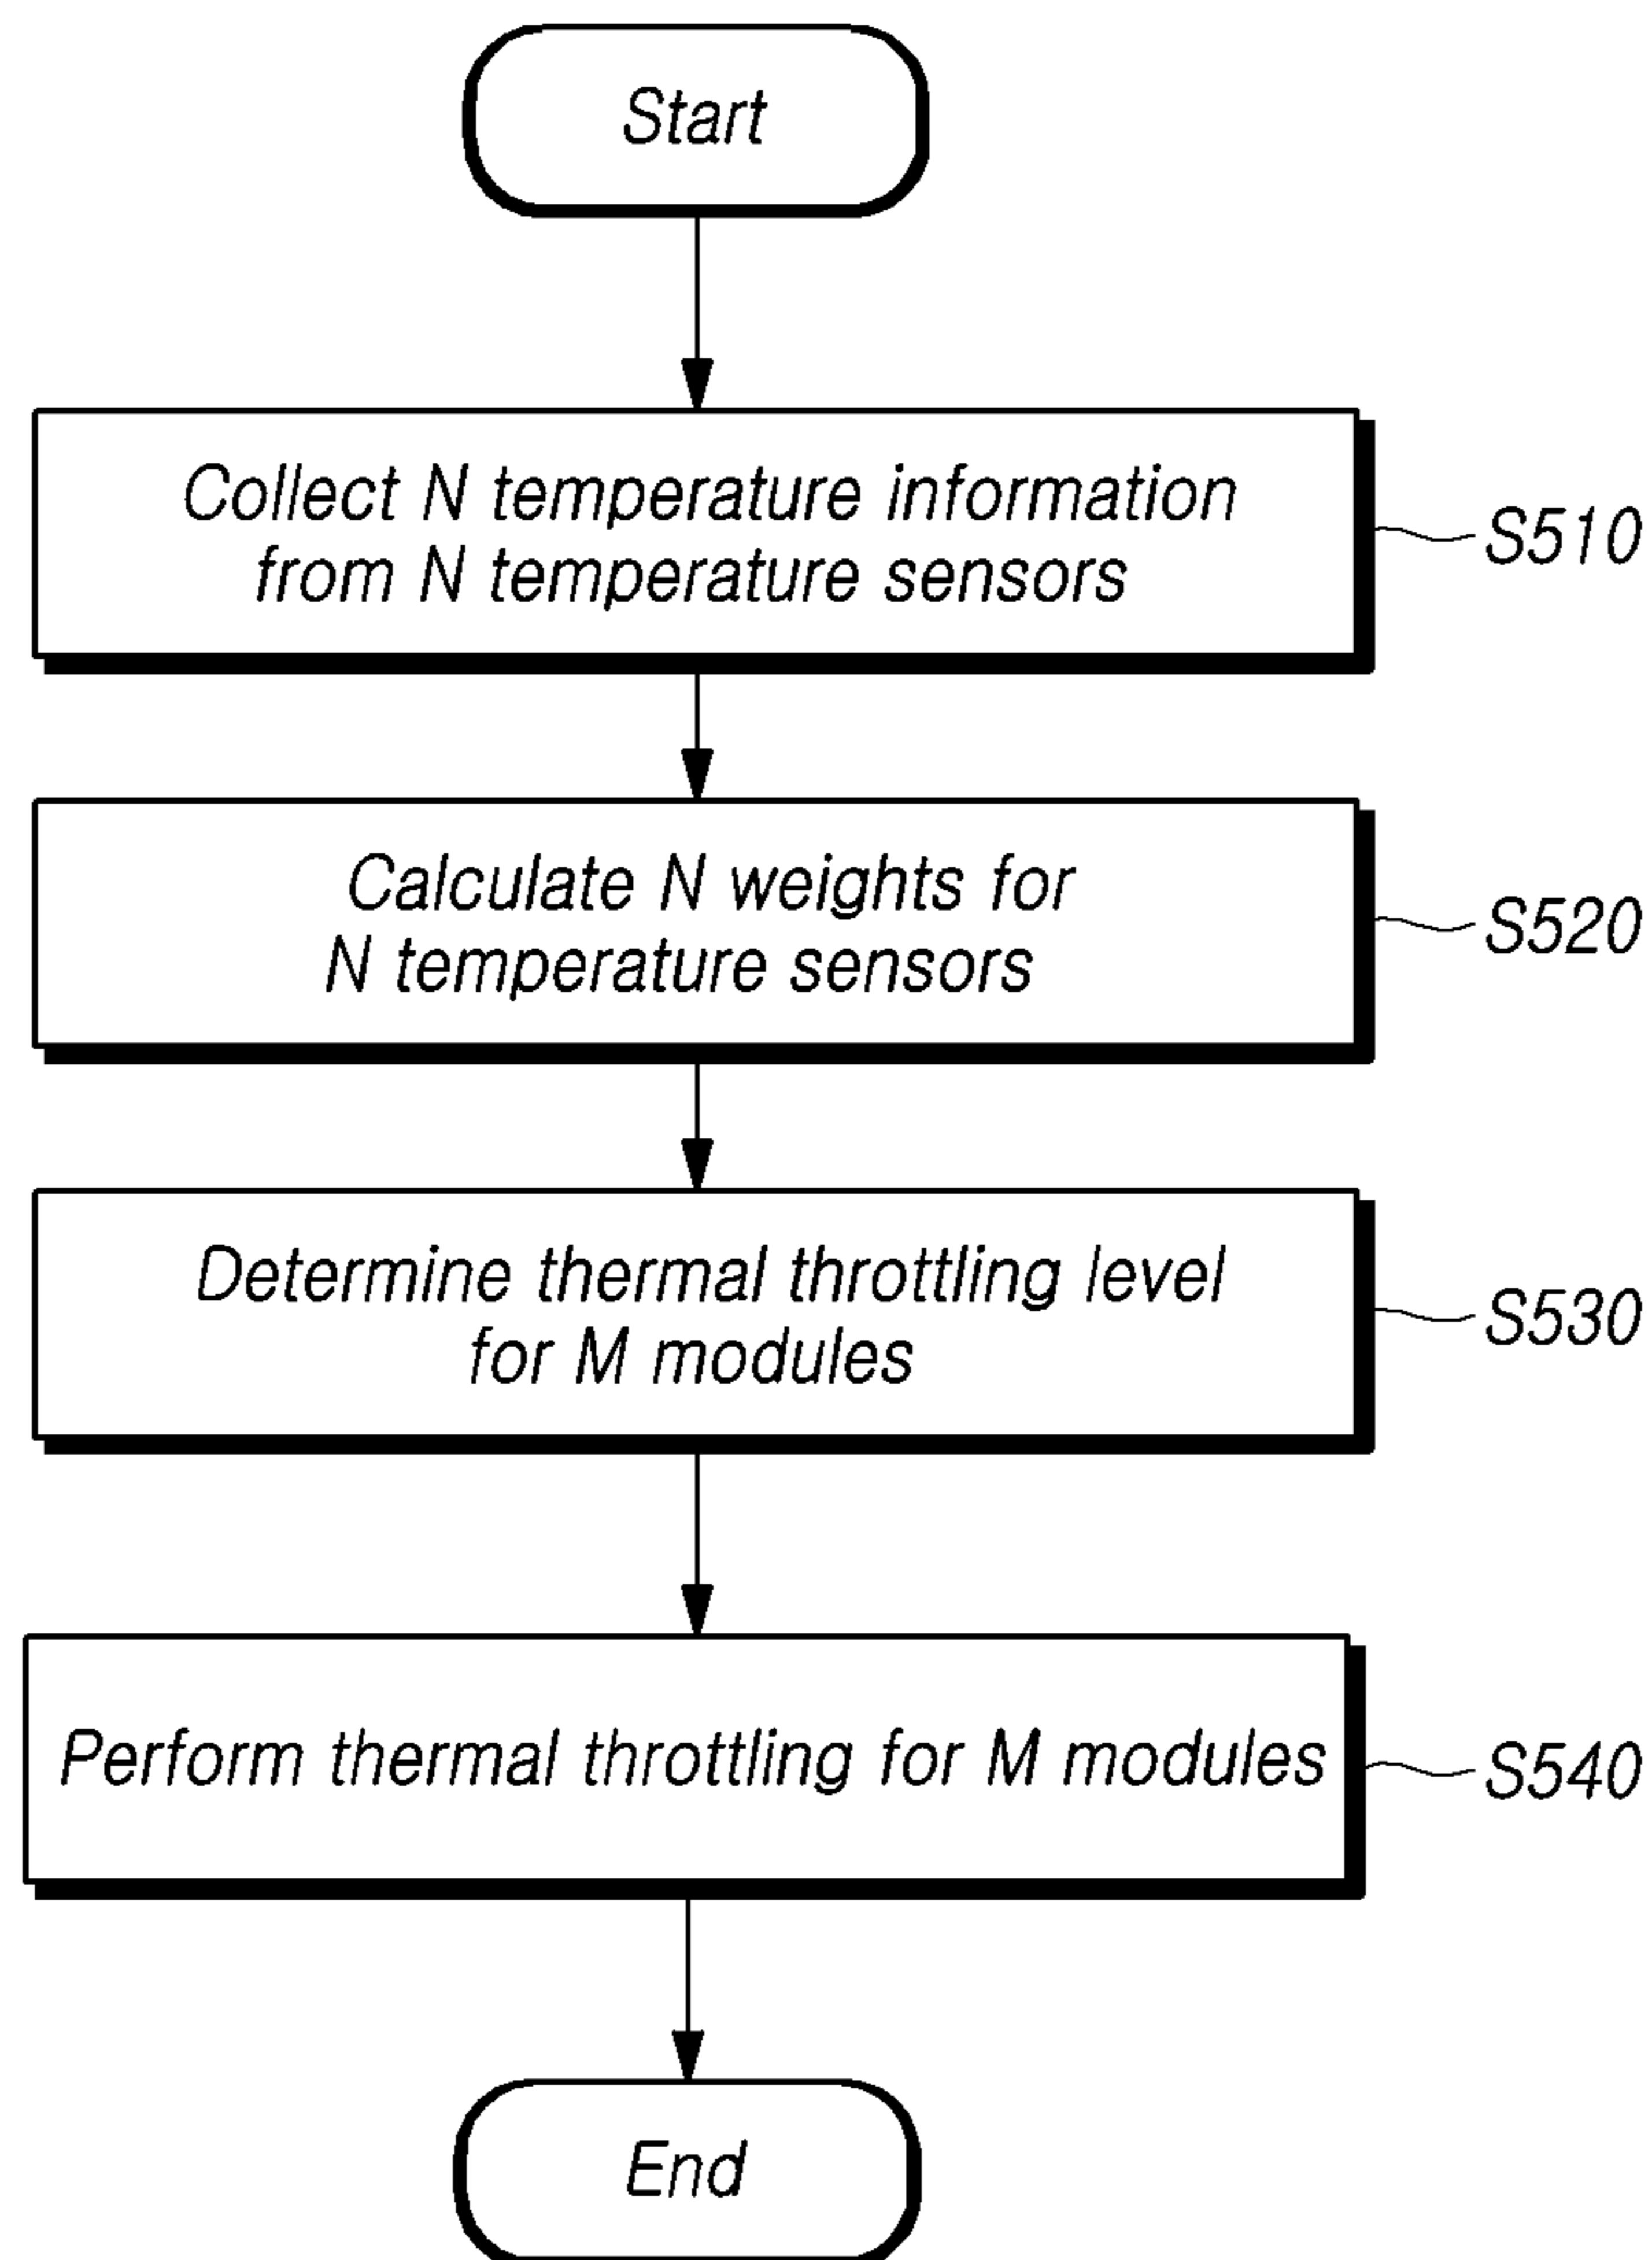 Start
Collect N temperature information
from N temperature sensors
S510
Calculate N weights for
N temperature sensors
S520
Determine thermal throttling level
for M modules
S530
Perform thermal throttling for M modules
S540
End